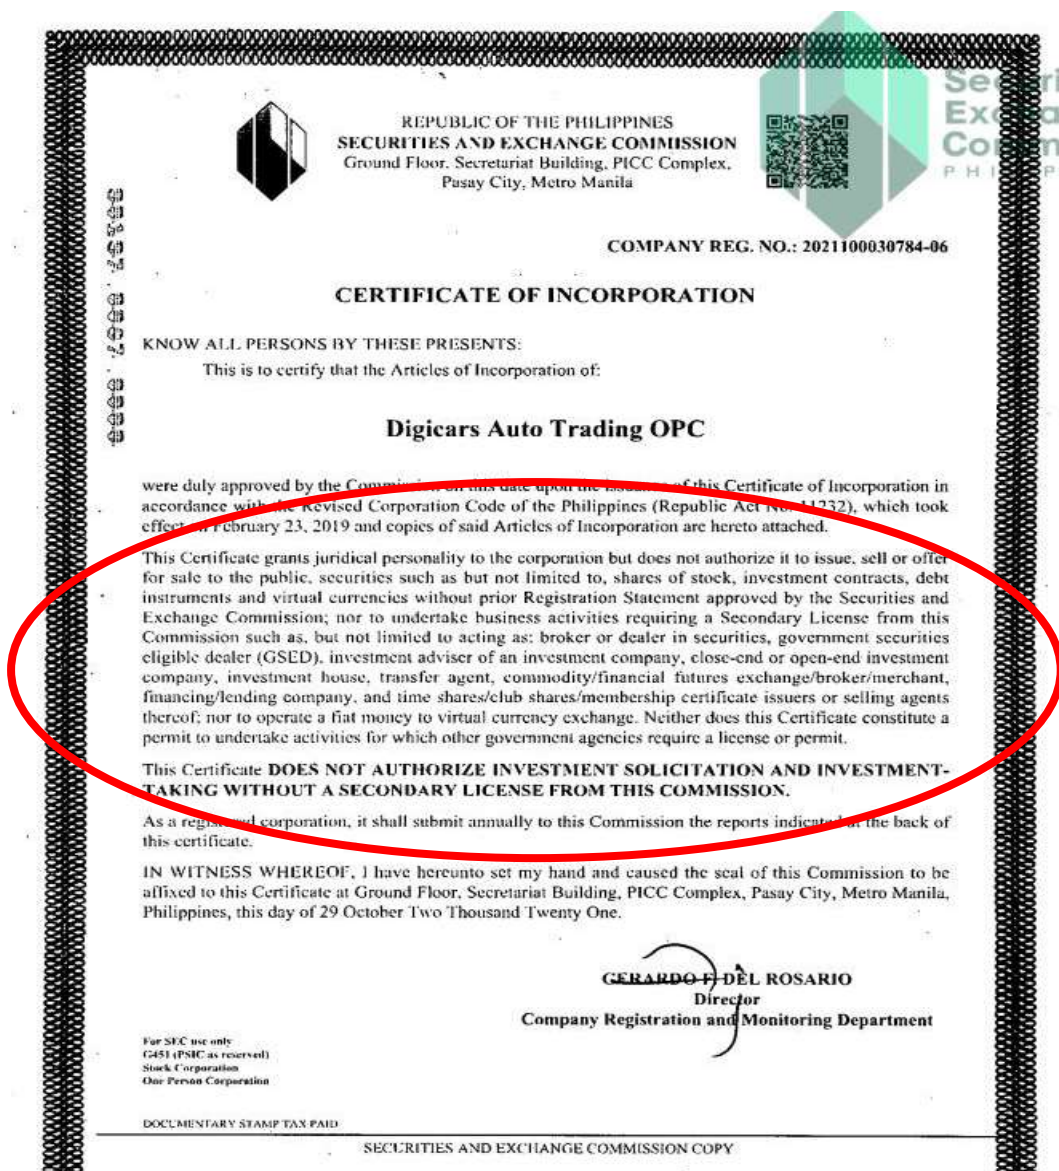 REPUBLIC OF THE PHILIPPINES
SECURITIES AND EXCHANGE COMMISSION
Ground Floor, Secretariat Building, PICC Complex,
Pasay City, Metro Manila
COMPANY REG. NO.: 2021100030784-06
CERTIFICATE OF INCORPORATION
KNOW ALL PERSONS BY THESE PRESENTS:
This is to certify that the Articles of Incorporation of:
Digicars Auto Trading OPC
were duly approved by the Commission on this date upon the issuance of this Certificate of Incorporation in
accordance with the Revised Corporation Code of the Philippines (Republic Act No. 11232), which took
effect on February 23, 2019 and copies of said Articles of Incorporation are hereto attached.
This Certificate grants juridical personality to the corporation but does not authorize it to issue, sell or offer
for sale to the public, securities such as but not limited to, shares of stock, investment contracts, debt
instruments and virtual currencies without prior Registration Statement approved by the Securities and
Exchange Commission; nor to undertake business activities requiring a Secondary License from this
Commission such as, but not limited to acting as: broker or dealer in securities, government securities
eligible dealer (GSED), investment adviser of an investment company, close-end or open-end investment
company, investment house, transfer agent, commodity/financial futures exchange/broker/merchant,
financing/lending company, and time shares/club shares/membership certificate issuers or selling agents
thereof; nor to operate a fiat money to virtual currency exchange. Neither does this Certificate constitute a
permit to undertake activities for which other government agencies require a license or permit.
This Certificate DOES NOT AUTHORIZE INVESTMENT SOLICITATION AND INVESTMENT-
TAKING WITHOUT A SECONDARY LICENSE FROM THIS COMMISSION.
As a registered corporation, it shall submit annually to this Commission the reports indicated at the back of
this certificate.
IN WITNESS WHEREOF, I have hereunto set my hand and caused the seal of this Commission to be
affixed to this Certificate at Ground Floor, Secretariat Building, PICC Complex, Pasay City, Metro Manila,
Philippines, this day of 29 October Two Thousand Twenty One.
GERARDO F. DEL ROSARIO
Director
Company Registration and Monitoring Department
For SEC use only
G451 (PSIC as reserved)
Stock Corporation
One Person Corporation
DOCUMENTARY STAMP TAX PAID
SECURITIES AND EXCHANGE COMMISSION COPY